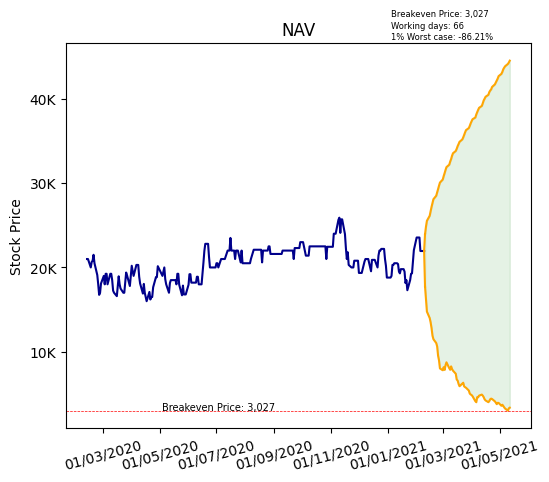 NAV
Breakeven Price: 3,027
Working days: 66
1% Worst case: -86.21%
Stock Price
40K
30K
20K
10K
Breakeven Price: 3,027
01/03/2020
01/05/2020
01/07/2020
01/09/2020
01/11/2020
01/01/2021
01/03/2021
01/05/2021